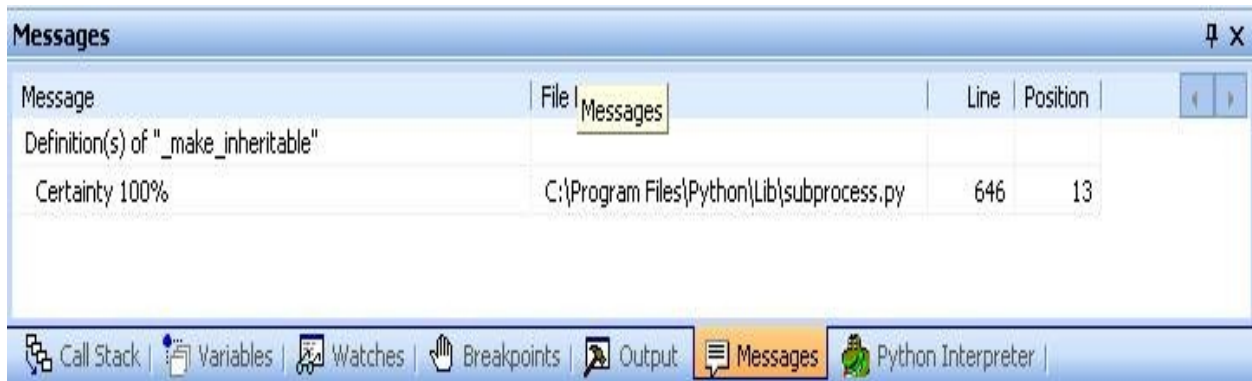 Messages
Message File Line Position
Messages
Definition(s) of "_make_inheritable"
Certainty 100% C:\Program Files\Python\Lib\subprocess.py 646 13
Call Stack Variables Watches Breakpoints Output Messages Python Interpreter